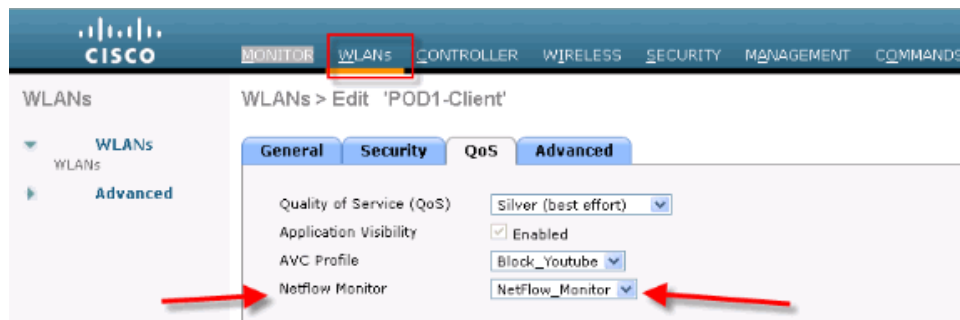 CISCO
MONITOR WLANs CONTROLLER WIRELESS SECURITY MANAGEMENT COMMANDS
WLANs
WLANs
WLANs
Advanced
WLANs > Edit 'POD1-Client'
General Security QoS Advanced
Quality of Service (QoS) Silver (best effort)
Application Visibility Enabled
AVC Profile Block_Youtube
Netflow Monitor NetFlow_Monitor